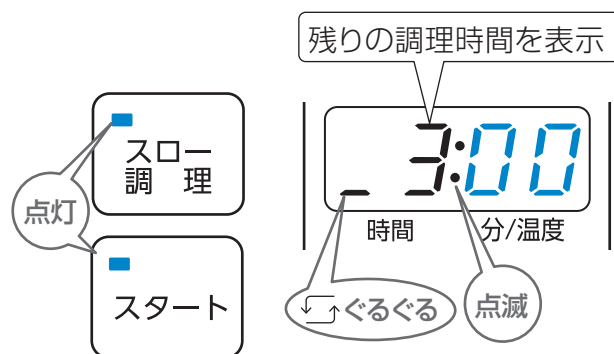 残りの調理時間を表示
スロー
調 理
3:00
点灯
時間 分/温度
スタート
ぐるぐる
点滅